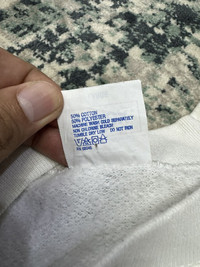 50% COTTON
50% POLYESTER
MACHINE WASH COLD SEPARATELY
NON CHLORINE BLEACH
TUMBLE DRY LOW DO NOT IRON